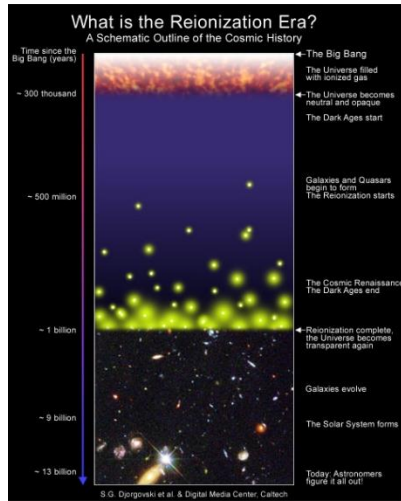 What is the Reionization Era?
A Schematic Outline of the Cosmic History
Time since the
Big Bang (years)
The Big Bang
The Universe filled
with ionized gas
~ 300 thousand
The Universe becomes
neutral and opaque
The Dark Ages start
Galaxies and Quasars
begin to form
The Reionization starts
~ 500 million
The Cosmic Renaissance
The Dark Ages end
~ 1 billion
Reionization complete,
the Universe becomes
transparent again
Galaxies evolve
~ 9 billion
The Solar System forms
~ 13 billion
Today: Astronomers
figure it all out!
S.G. Djorgovski et al. & Digital Media Center, Caltech